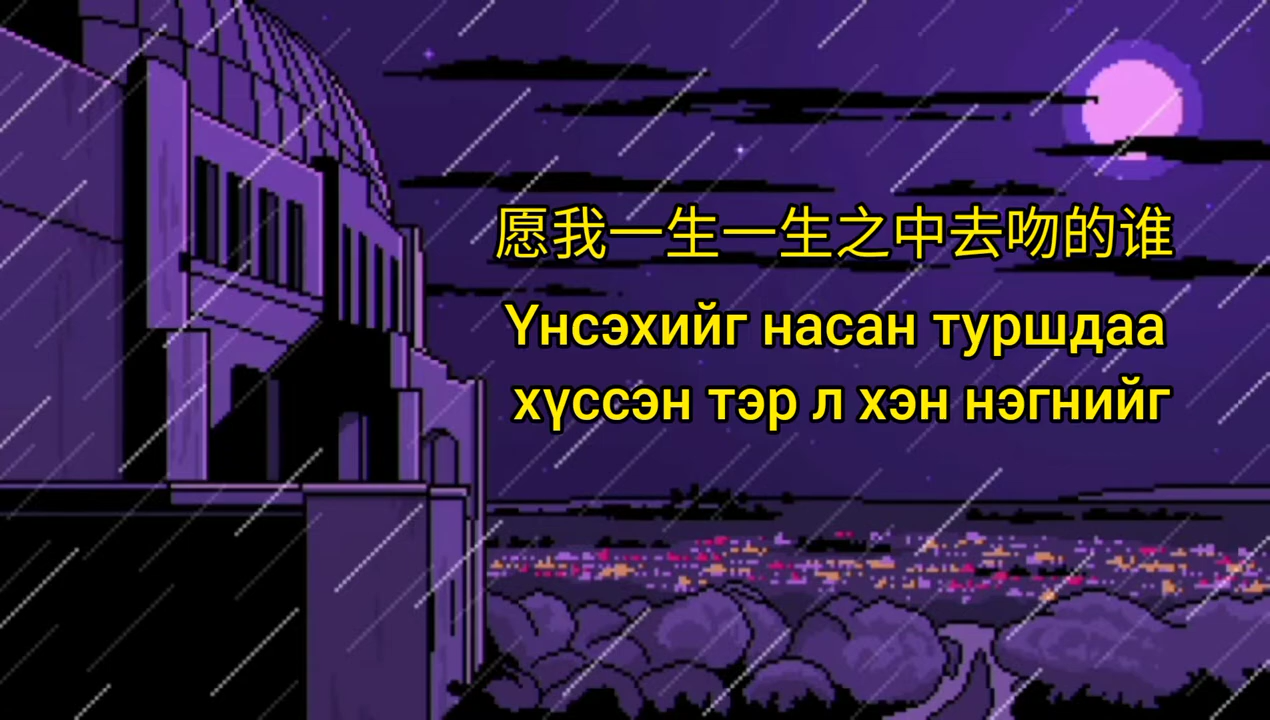 愿我一生一生之中去吻的谁
Үнсэхийг насан туршдаа
хүссэн тэр л хэн нэгнийг